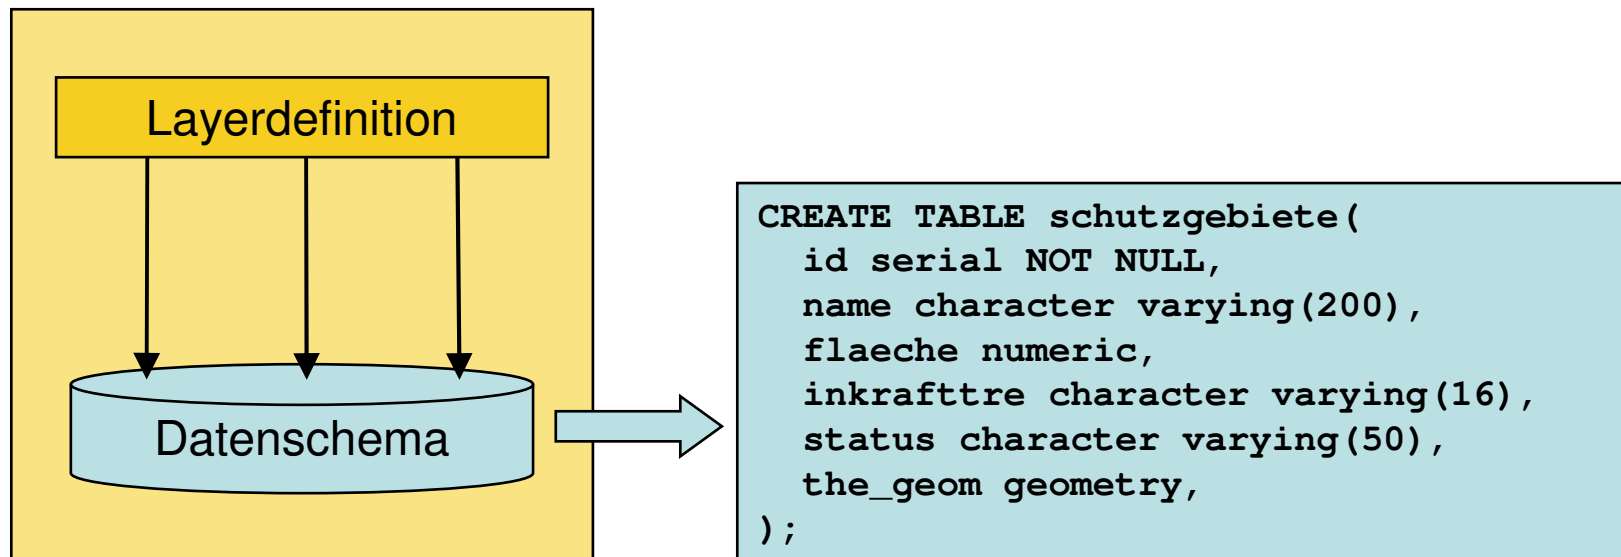 Layerdefinition
Datenschema
CREATE TABLE schutzgebiete(
id serial NOT NULL,
name character varying(200),
flaeche numeric,
inkrafttre character varying(16),
status character varying(50),
the_geom geometry,
);